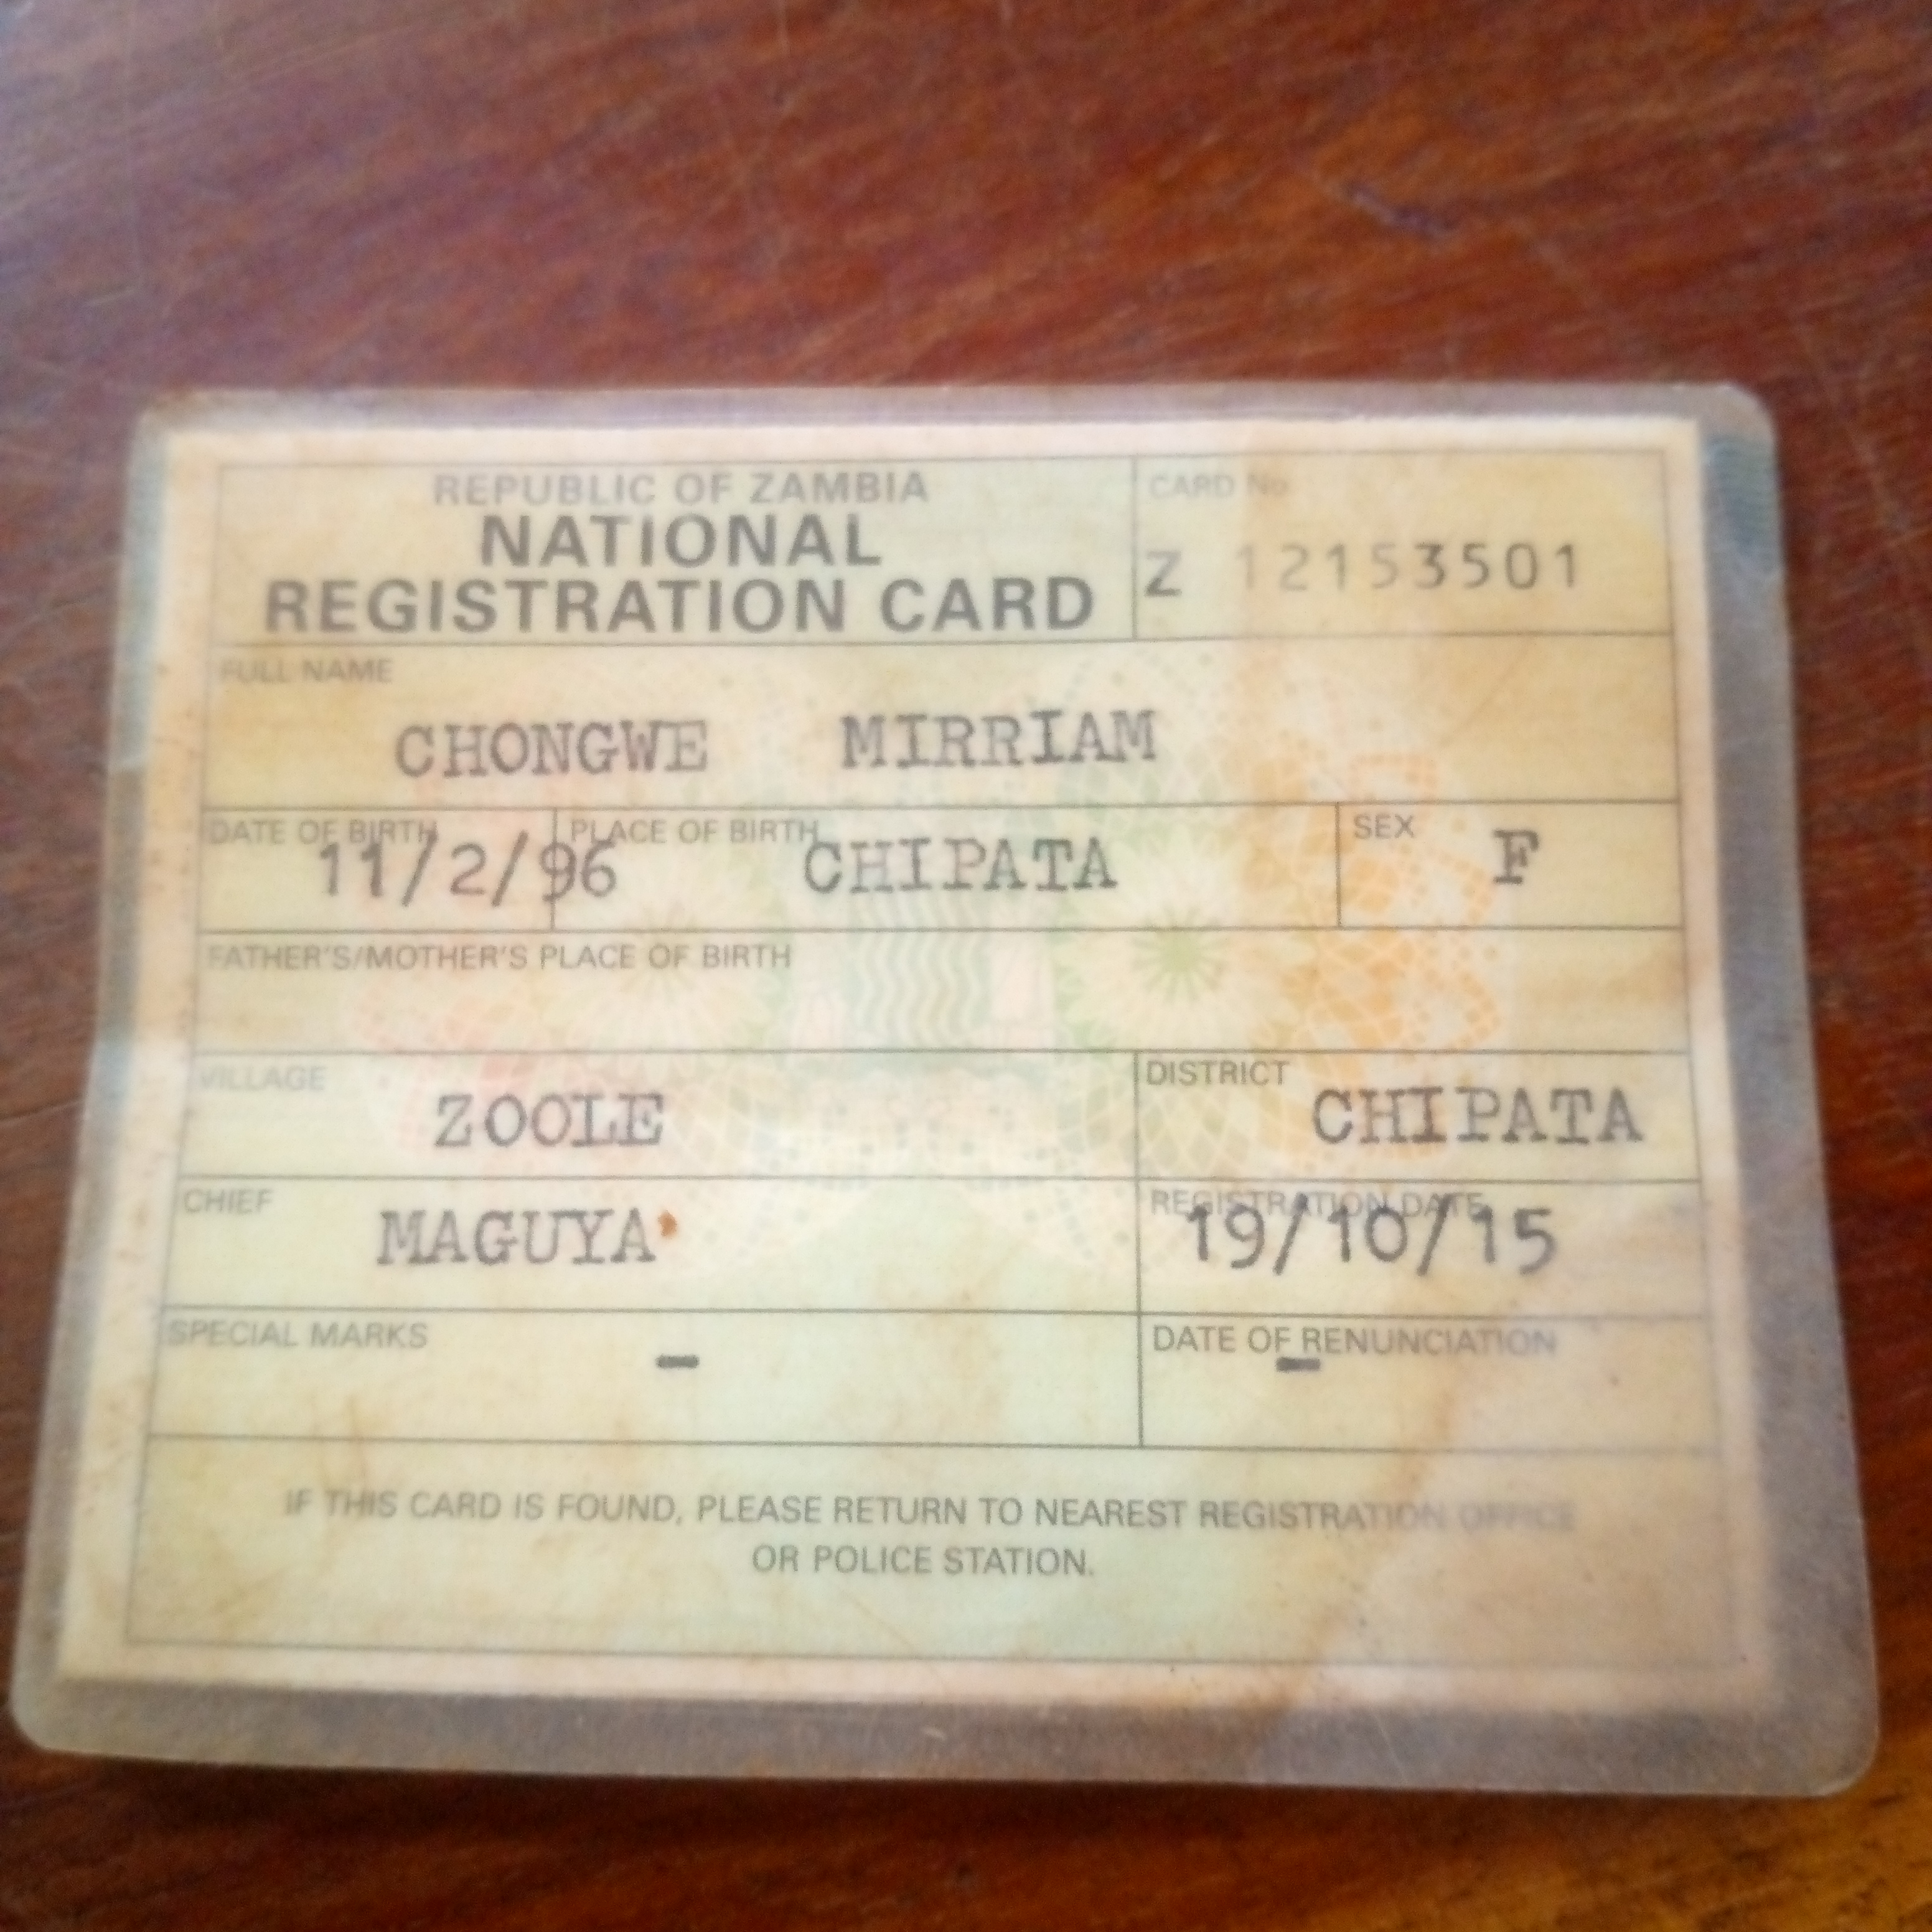 REPUBLIC OF ZAMBIA
NATIONAL
REGISTRATION CARD
CARD No.
Z 12153501
FULL NAME
CHONGWE MIRRIAM
DATE OF BIRTH
11/2/96
PLACE OF BIRTH
CHIPATA
SEX
F
FATHER'S/MOTHER'S PLACE OF BIRTH
VILLAGE
ZOOLE
DISTRICT
CHIPATA
CHIEF
MAGUYA
REGISTRATION DATE
19/10/15
SPECIAL MARKS
–
DATE OF RENUNCIATION
–
IF THIS CARD IS FOUND, PLEASE RETURN TO NEAREST REGISTRATION OFFICE
OR POLICE STATION.